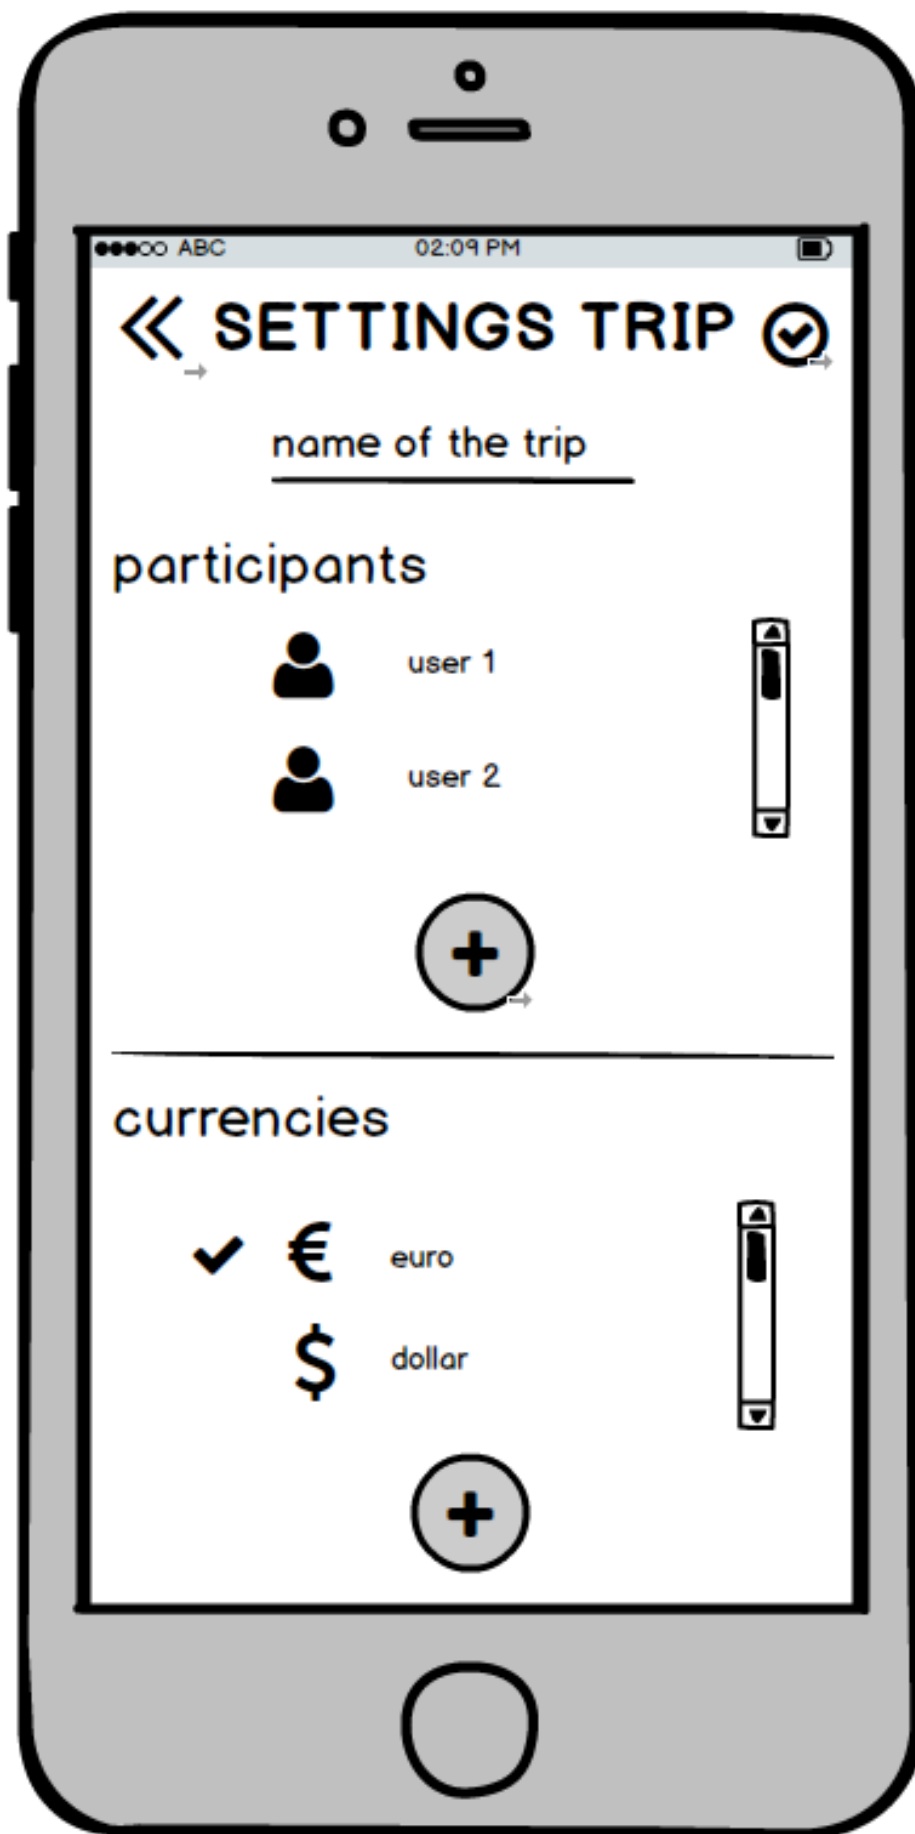 ABC 02:09 PM
SETTINGS TRIP
name of the trip
participants
user 1
user 2
+
currencies
€ euro
$ dollar
+